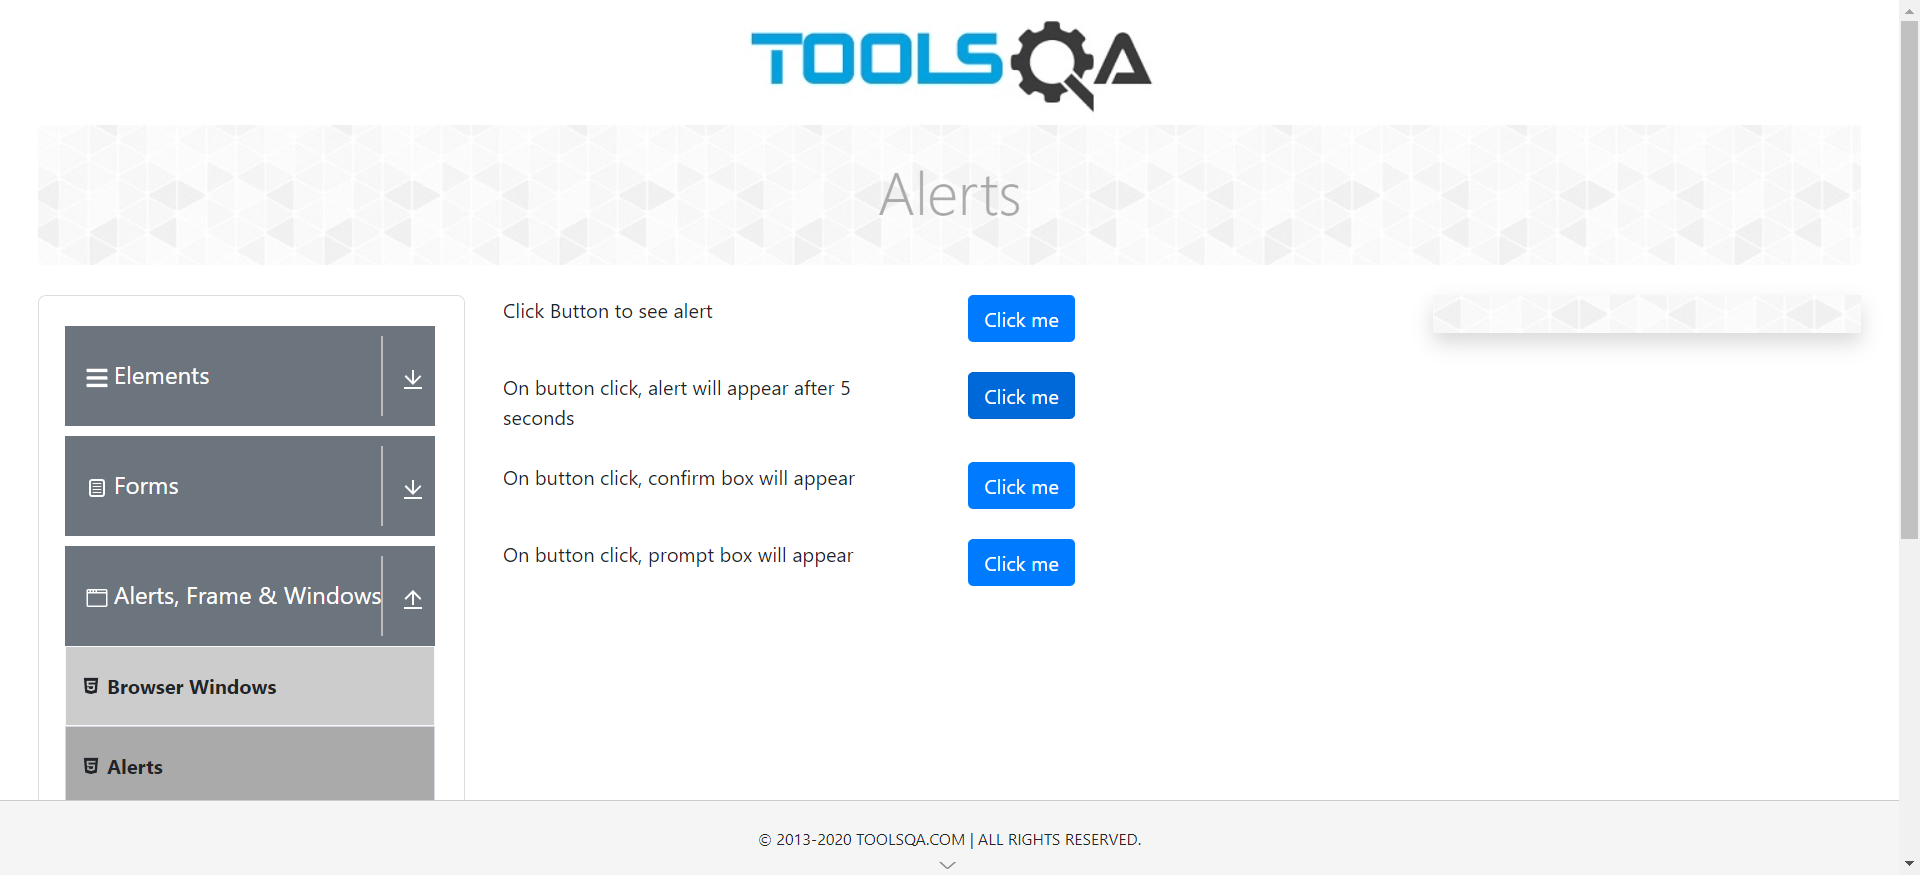 TOOLSQA
Alerts
Elements
Forms
Alerts, Frame & Windows
Browser Windows
Alerts
Click Button to see alert
Click me
On button click, alert will appear after 5
seconds
Click me
On button click, confirm box will appear
Click me
On button click, prompt box will appear
Click me
© 2013-2020 TOOLSQA.COM | ALL RIGHTS RESERVED.